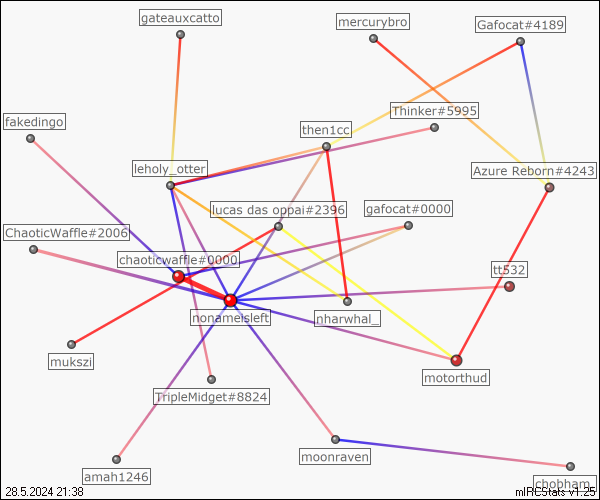 gateauxcatto
mercurybro
Gafocat#4189
Thinker#5995
fakedingo
then1cc
leholy_otter
Azure Reborn#4243
lucas das oppai#2396
gafocat#0000
ChaoticWaffle#2006
chaoticwaffle#0000
tt532
nonameisleft
nharwhal_
mukszi
motorthud
TripleMidget#8824
moonraven
amah1246
chobham_
28.5.2024 21:38
mIRCStats v1.25